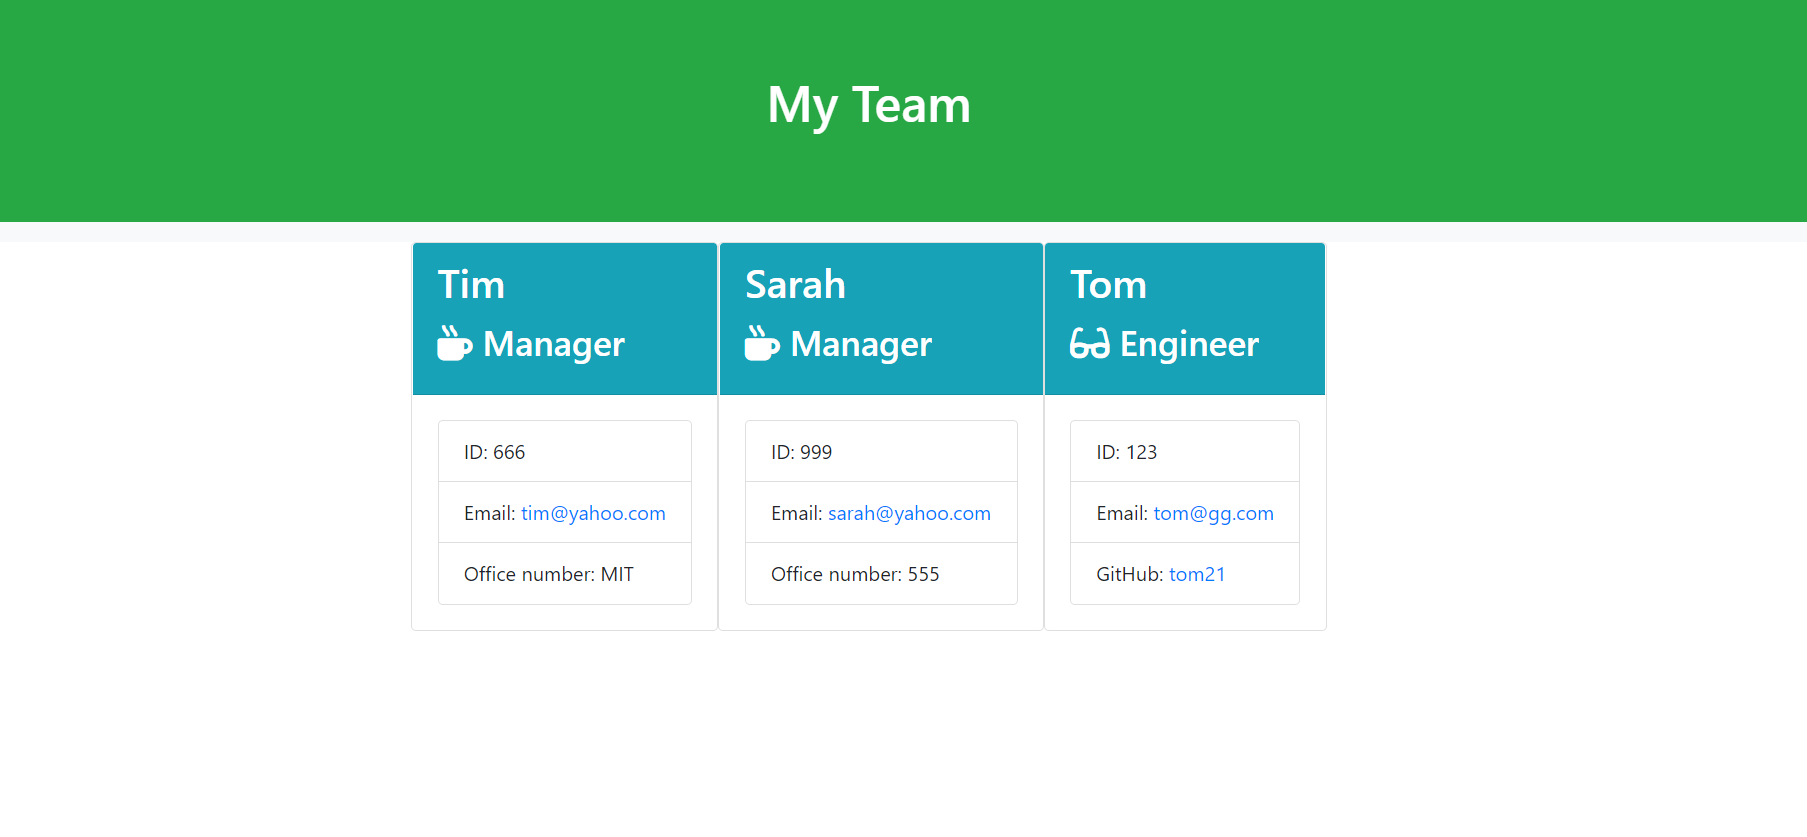 My Team
Tim
Manager
ID: 666
Email: tim@yahoo.com
Office number: MIT
Sarah
Manager
ID: 999
Email: sarah@yahoo.com
Office number: 555
Tom
Engineer
ID: 123
Email: tom@gg.com
GitHub: tom21